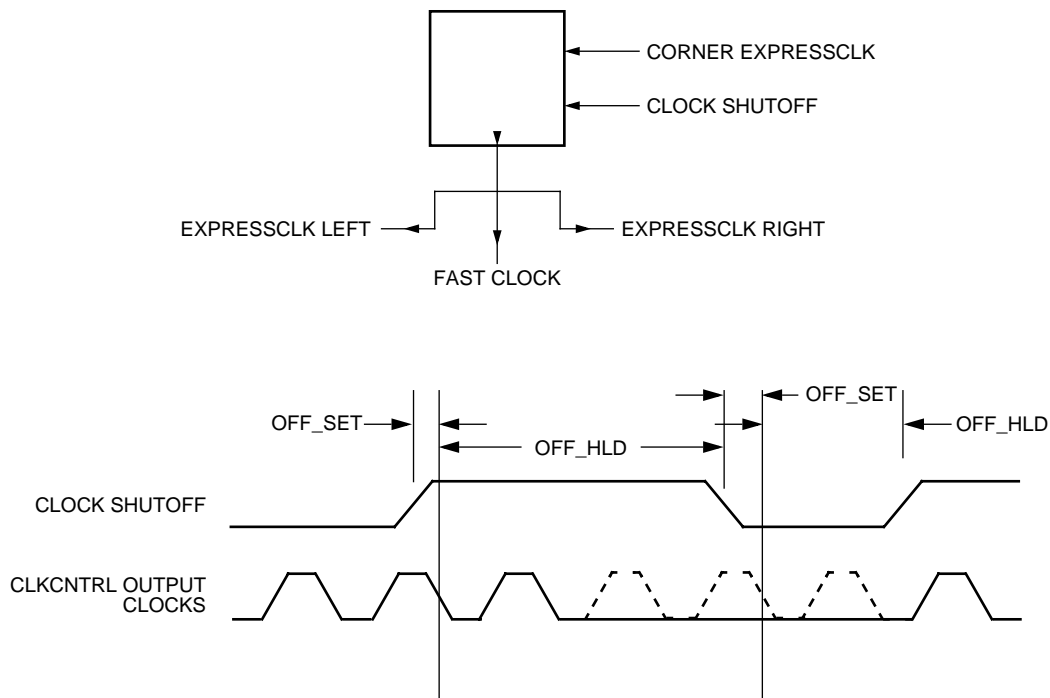 CORNER EXPRESSCLK
CLOCK SHUTOFF
EXPRESSCLK LEFT
EXPRESSCLK RIGHT
FAST CLOCK
OFF_SET
OFF_SET
OFF_HLD
OFF_HLD
CLOCK SHUTOFF
CLKCNTRL OUTPUT
CLOCKS